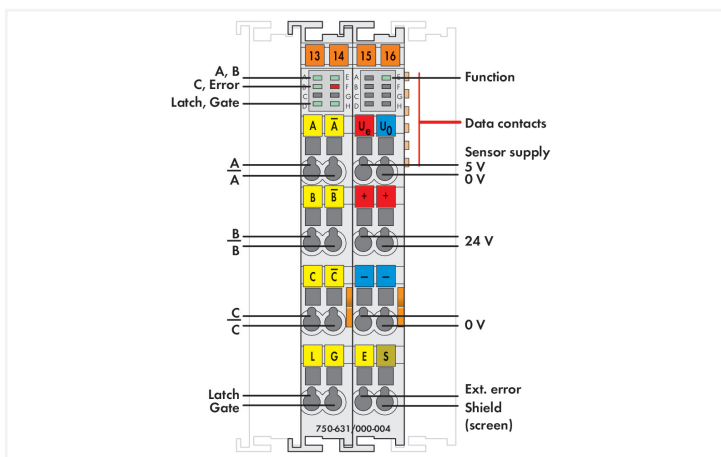 13 14 15 16
A, B
C, Error
Latch, Gate
A E A E
B F B F
C G C G
D H D H
Function
Data contacts
A A̅ Ue U0
Sensor supply
5 V
0 V
A
A̅
B B̅ + +
B
B̅
24 V
C C̅ – –
C
C̅
0 V
L G E S
Latch
Gate
Ext. error
Shield
(screen)
750-631/000-004